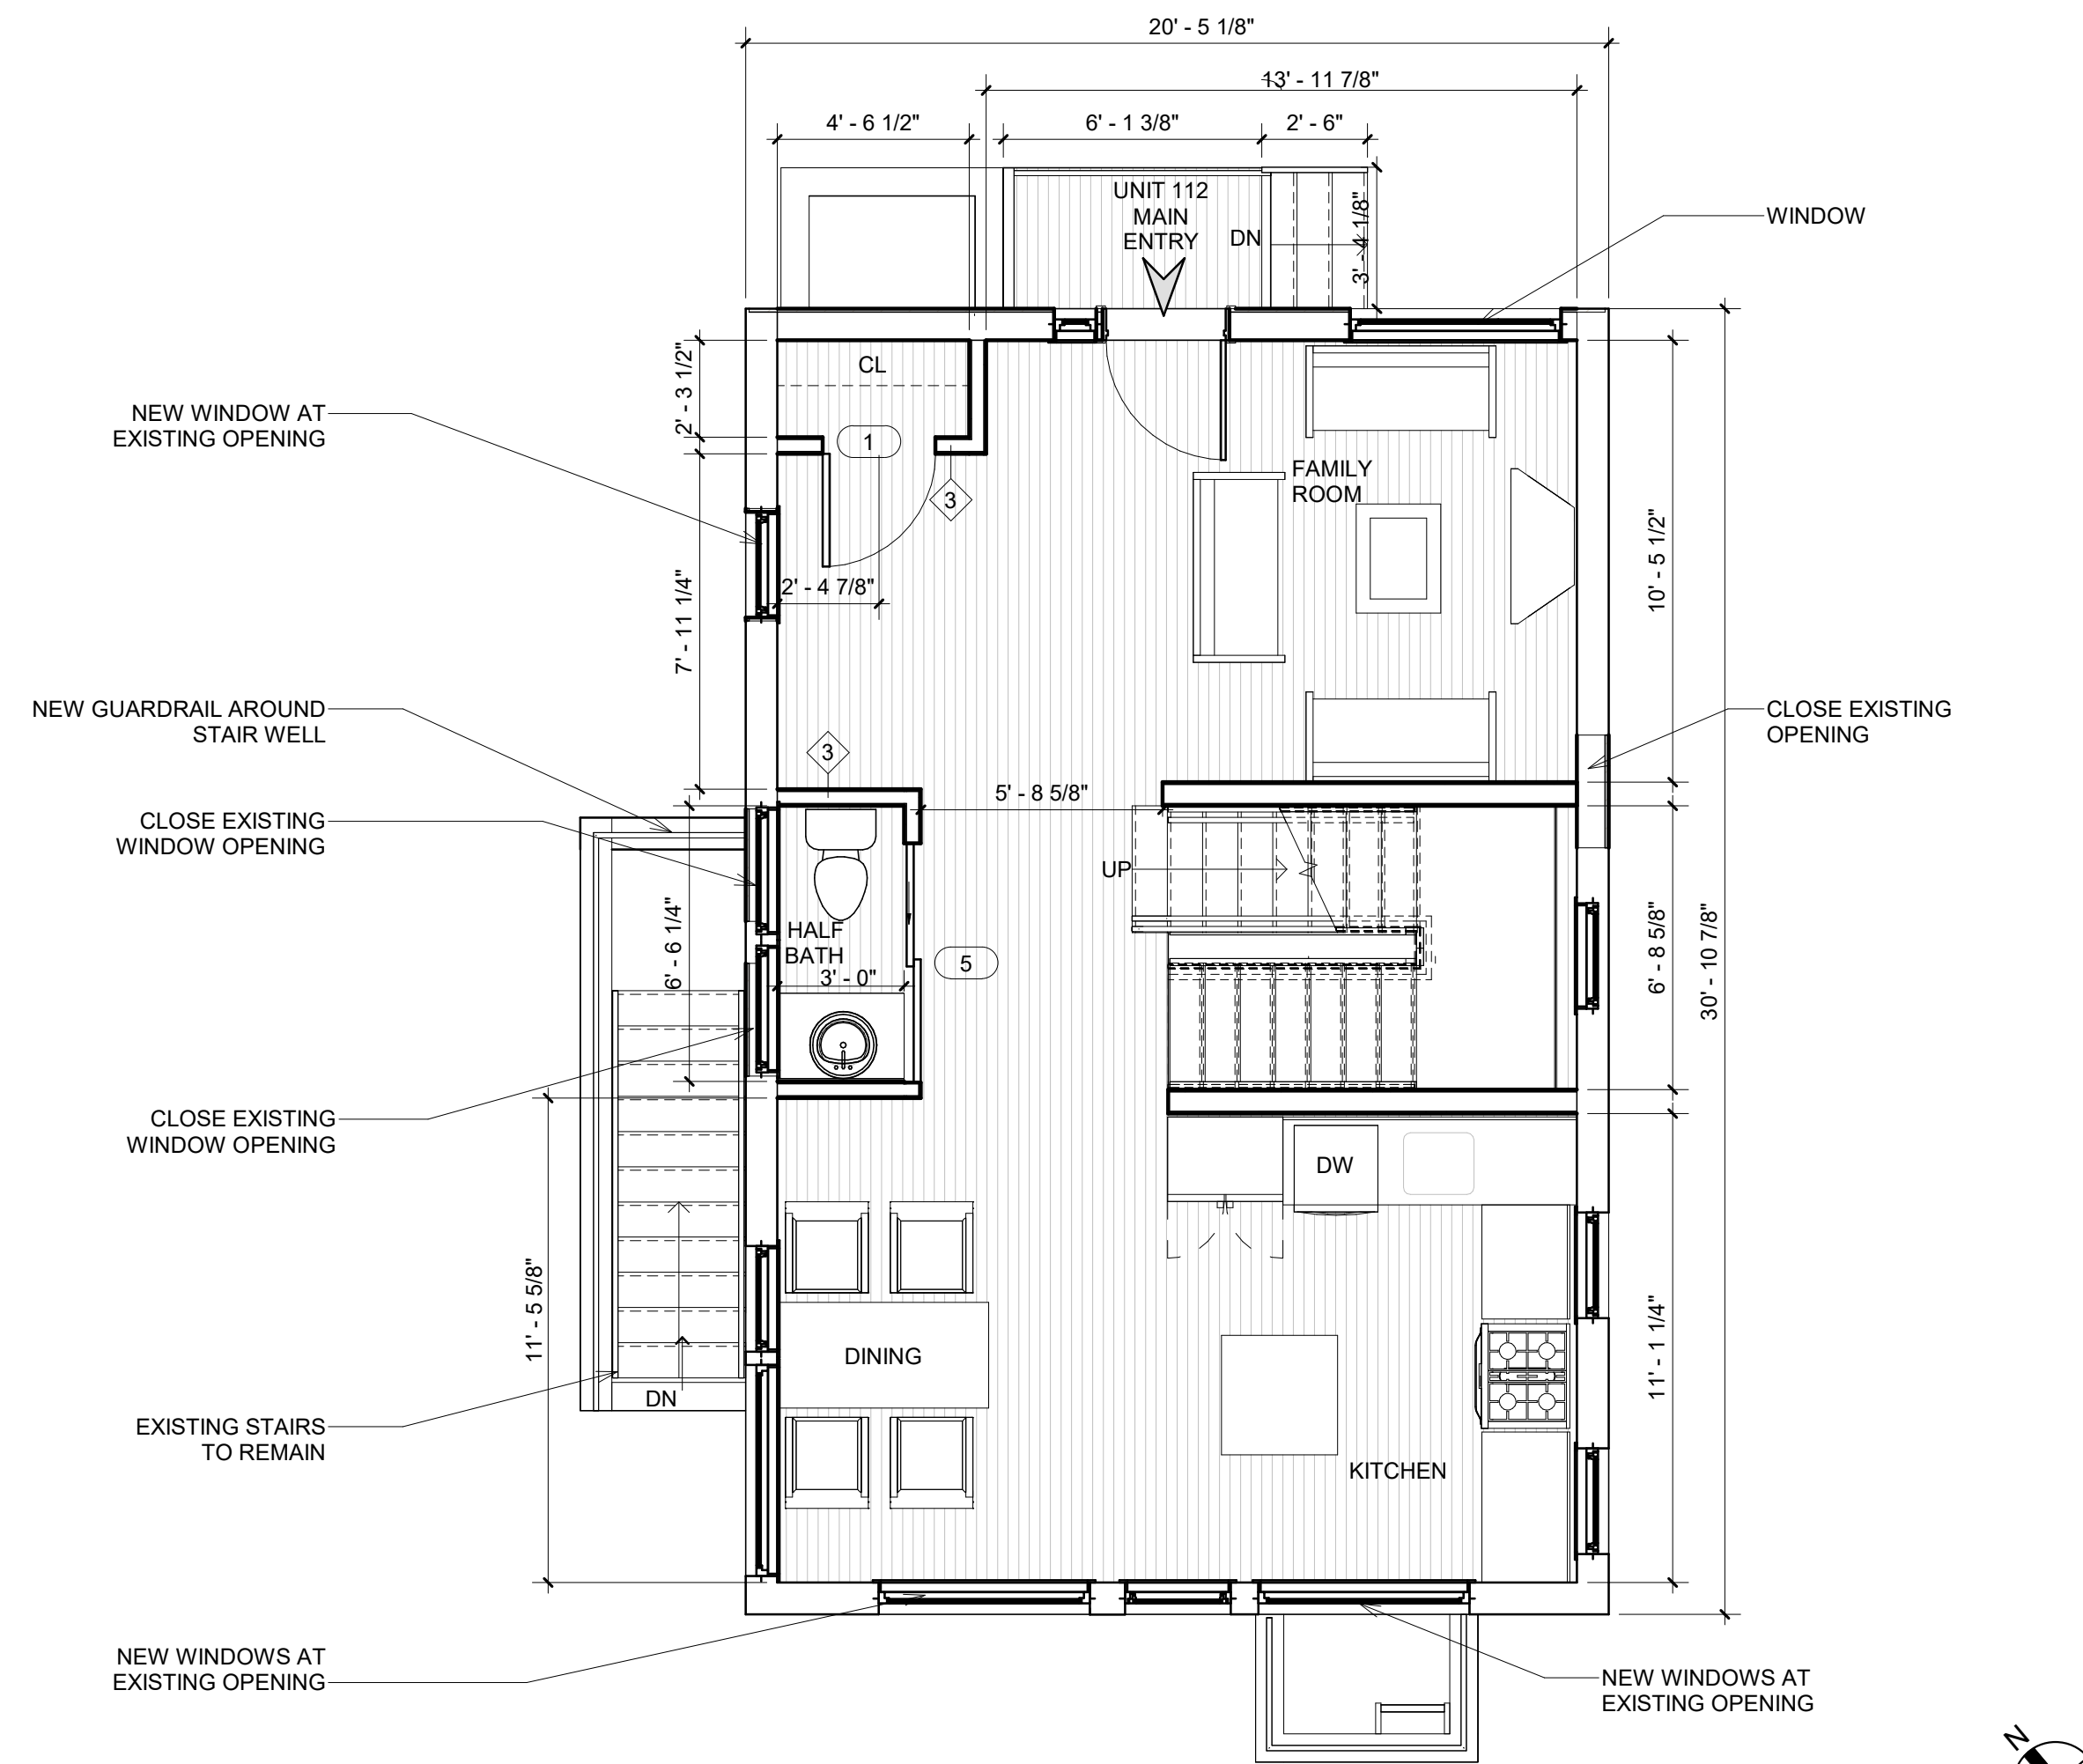 20' - 5 1/8"
13' - 11 7/8"
4' - 6 1/2"
6' - 1 3/8"
2' - 6"
UNIT 112
MAIN
ENTRY
DN
3' - 4 1/8"
WINDOW
CL
2' - 3 1/2"
NEW WINDOW AT
EXISTING OPENING
1
3
FAMILY
ROOM
10' - 5 1/2"
2' - 4 7/8"
7' - 11 1/4"
NEW GUARDRAIL AROUND
STAIR WELL
CLOSE EXISTING
OPENING
3
5' - 8 5/8"
CLOSE EXISTING
WINDOW OPENING
UP
6' - 6 1/4"
HALF
BATH
3' - 0"
5
6' - 8 5/8"
30' - 10 7/8"
CLOSE EXISTING
WINDOW OPENING
DW
11' - 5 5/8"
DINING
11' - 1 1/4"
DN
EXISTING STAIRS
TO REMAIN
KITCHEN
NEW WINDOWS AT
EXISTING OPENING
NEW WINDOWS AT
EXISTING OPENING
N